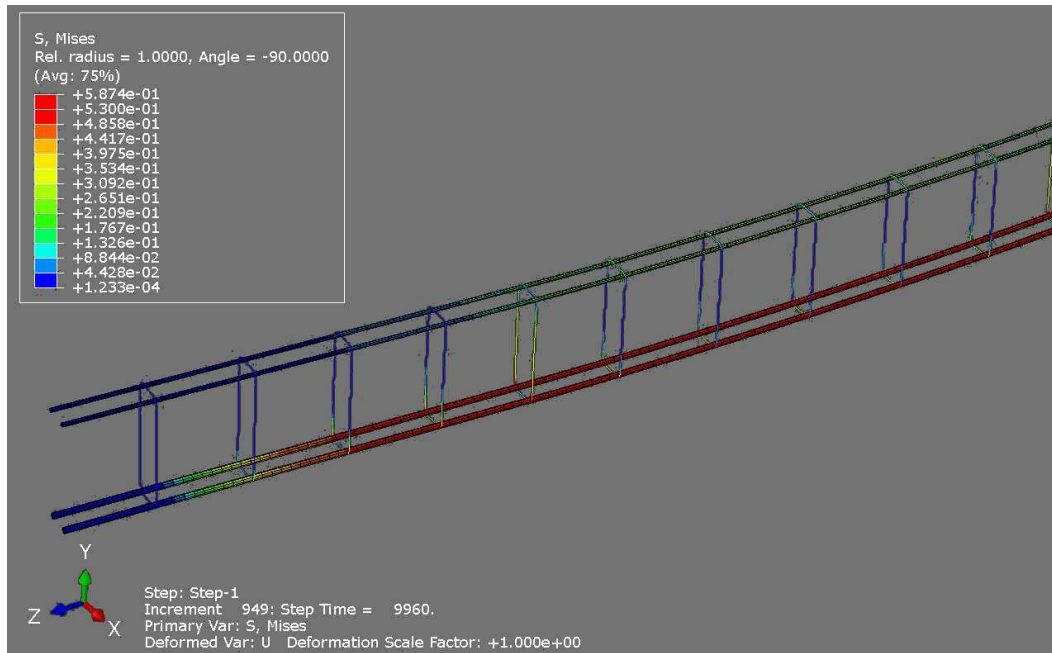 S, Mises
Rel. radius = 1.0000, Angle = -90.0000
(Avg: 75%)
+5.874e-01
+5.300e-01
+4.858e-01
+4.417e-01
+3.975e-01
+3.534e-01
+3.092e-01
+2.651e-01
+2.209e-01
+1.767e-01
+1.326e-01
+8.844e-02
+4.428e-02
+1.233e-04
Y
Z
X
Step: Step-1
Increment 949: Step Time = 9960.
Primary Var: S, Mises
Deformed Var: U Deformation Scale Factor: +1.000e+00